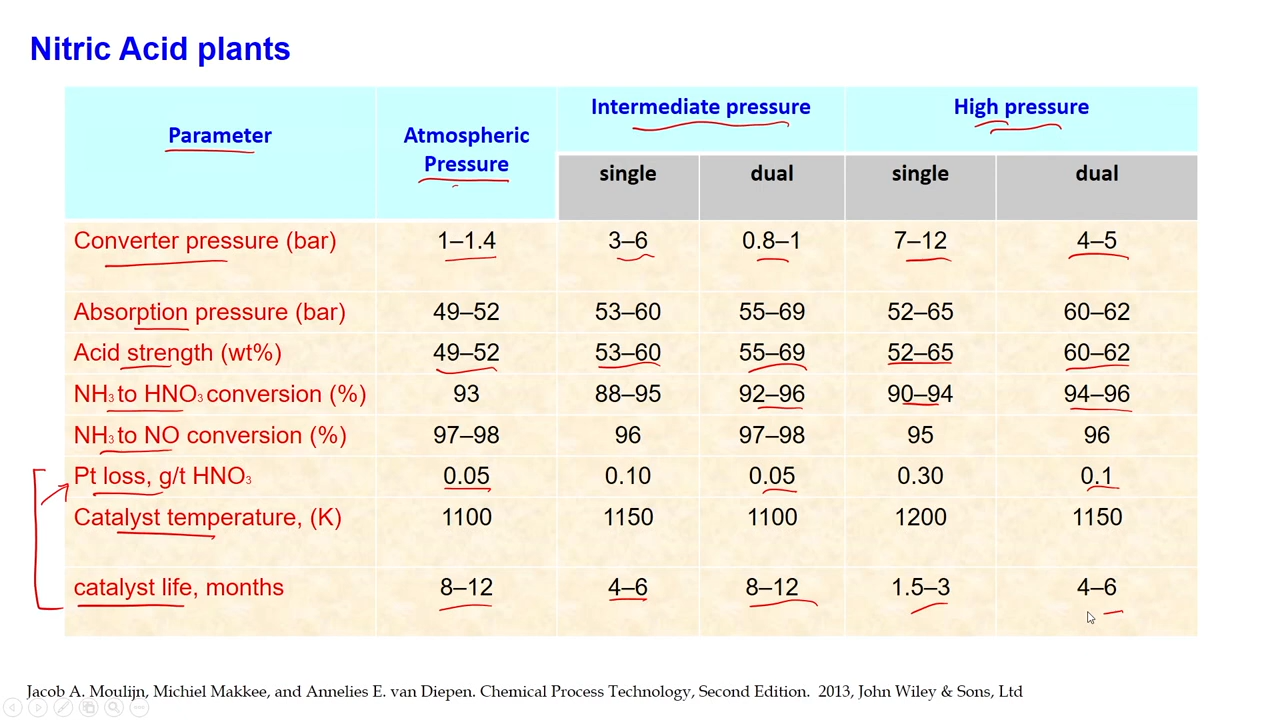 Nitric Acid plants
Parameter Atmospheric Pressure Intermediate pressure High pressure
single dual single dual
Converter pressure (bar) 1–1.4 3–6 0.8–1 7–12 4–5
Absorption pressure (bar) 49–52 53–60 55–69 52–65 60–62
Acid strength (wt%) 49–52 53–60 55–69 52–65 60–62
NH₃ to HNO₃ conversion (%) 93 88–95 92–96 90–94 94–96
NH₃ to NO conversion (%) 97–98 96 97–98 95 96
Pt loss, g/t HNO₃ 0.05 0.10 0.05 0.30 0.1
Catalyst temperature, (K) 1100 1150 1100 1200 1150
catalyst life, months 8–12 4–6 8–12 1.5–3 4–6
Jacob A. Moulijn, Michiel Makkee, and Annelies E. van Diepen. Chemical Process Technology, Second Edition. 2013, John Wiley & Sons, Ltd